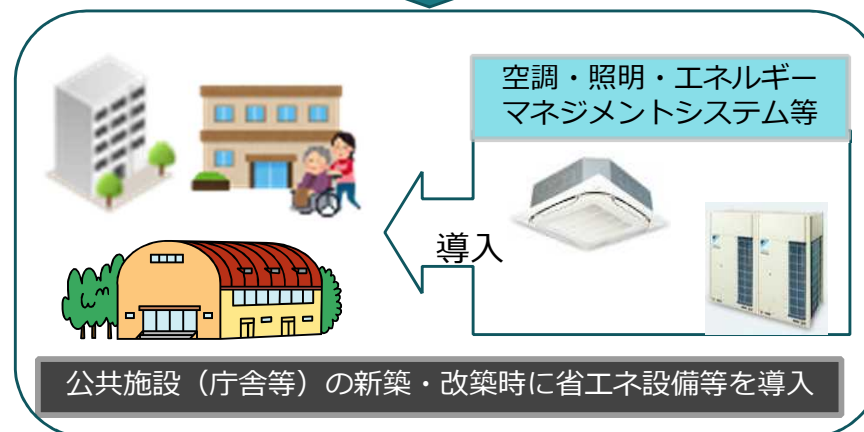 空調・照明・エネルギー
マネジメントシステム等
導入
公共施設（庁舎等）の新築・改築時に省エネ設備等を導入